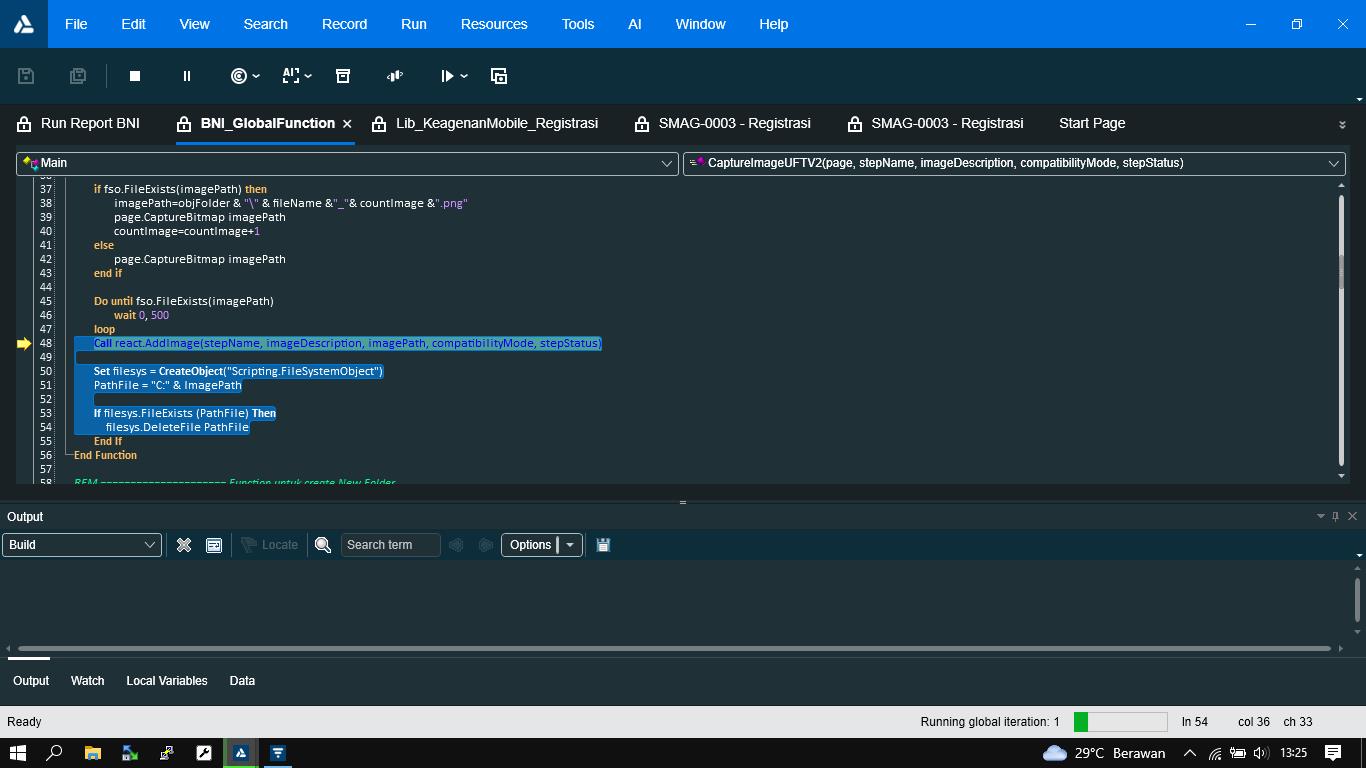 File Edit View Search Record Run Resources Tools AI Window Help
AI
Run Report BNI BNI_GlobalFunction Lib_KeagenanMobile_Registrasi SMAG-0003 - Registrasi SMAG-0003 - Registrasi Start Page
Main CaptureImageUFTV2(page, stepName, imageDescription, compatibilityMode, stepStatus)
36
37 if fso.FileExists(imagePath) then
38 imagePath=objFolder & "\" & fileName &"_"& countImage &".png"
39 page.CaptureBitmap imagePath
40 countImage=countImage+1
41 else
42 page.CaptureBitmap imagePath
43 end if
44
45 Do until fso.FileExists(imagePath)
46 wait 0, 500
47 loop
48 Call react.AddImage(stepName, imageDescription, imagePath, compatibilityMode, stepStatus)
49
50 Set filesys = CreateObject("Scripting.FileSystemObject")
51 PathFile = "C:" & ImagePath
52
53 If filesys.FileExists (PathFile) Then
54 filesys.DeleteFile PathFile
55 End If
56 End Function
57
58 REM ===================== Function untuk create New Folder
Output
Build Locate Search term Options
Output Watch Local Variables Data
Ready Running global iteration: 1 ln 54 col 36 ch 33
29°C Berawan 13:25